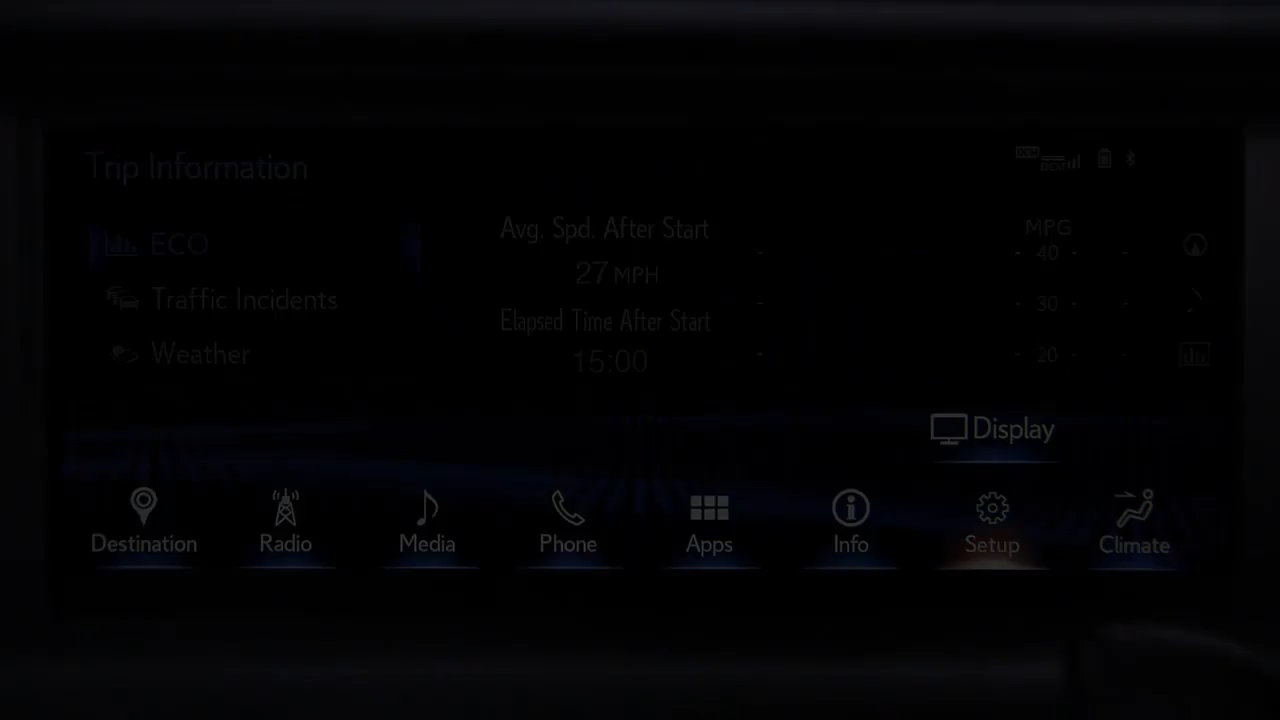 Trip Information
DCM
ECO
Traffic Incidents
Weather
Avg. Spd. After Start
27 MPH
Elapsed Time After Start
15:00
MPG
- 40 -
- 30 -
- 20 -
Display
Destination
Radio
Media
Phone
Apps
Info
Setup
Climate